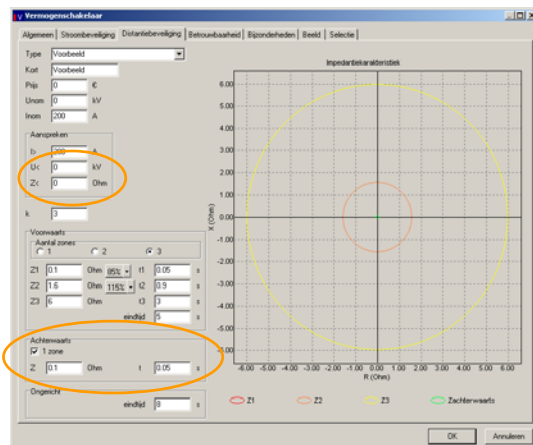 Vermogenschakelaar
Algemeen Stroombeveiliging Distantiebeveiliging Betrouwbaarheid Bijzonderheden Beeld Selectie
Type Voorbeeld
Kort Voorbeeld
Prijs 0 €
Unom 0 kV
Inom 200 A
Aanspreken
I> 200 A
U< 0 kV
Z< 0 Ohm
k 3
Voorwaarts
Aantal zones
1 2 3
Z1 0.1 Ohm 85% t1 0.05 s
Z2 1.6 Ohm 115% t2 0.9 s
Z3 6 Ohm t3 3 s
eindtijd 5 s
Achterwaarts
1 zone
Z 0.1 Ohm t 0.05 s
Ongericht
eindtijd 8 s
Impedantiekarakteristiek
X (Ohm)
6.00
5.00
4.00
3.00
2.00
1.00
0.00
-1.00
-2.00
-3.00
-4.00
-5.00
-6.00
-6.00 -5.00 -4.00 -3.00 -2.00 -1.00 0.00 1.00 2.00 3.00 4.00 5.00 6.00
R (Ohm)
Z1 Z2 Z3 Zachterwaarts
OK Annuleren